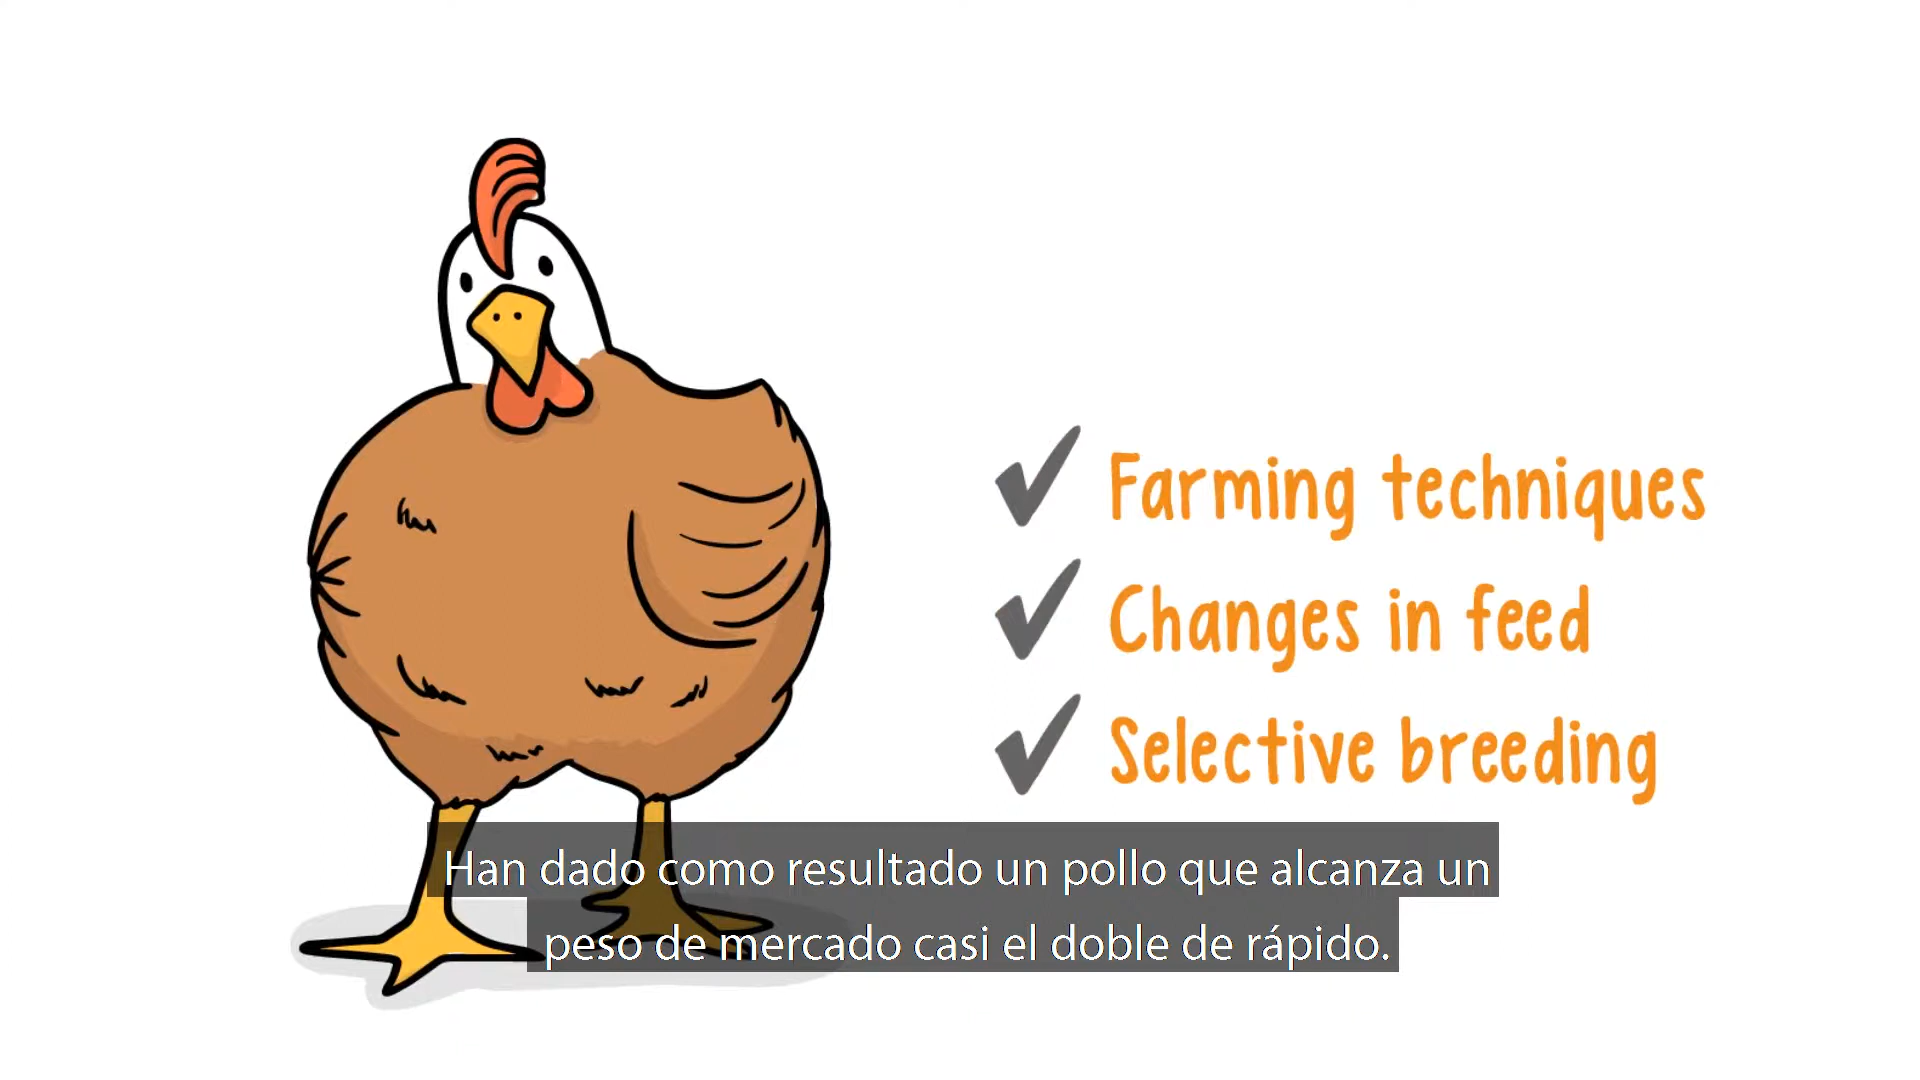 Farming techniques
Changes in feed
Selective breeding
Han dado como resultado un pollo que alcanza un
peso de mercado casi el doble de rápido.